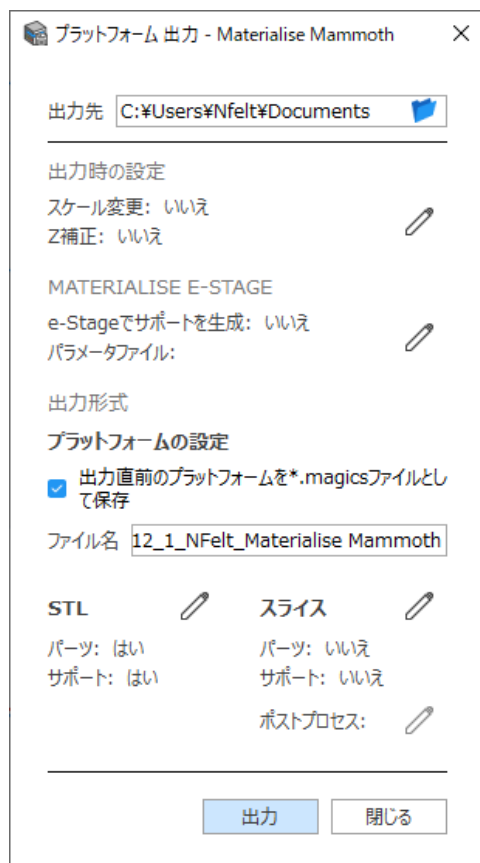 プラットフォーム 出力 - Materialise Mammoth
出力先 C:¥Users¥Nfelt¥Documents
出力時の設定
スケール変更: いいえ
Z補正: いいえ
MATERIALISE E-STAGE
e-Stageでサポートを生成: いいえ
パラメータファイル:
出力形式
プラットフォームの設定
出力直前のプラットフォームを*.magicsファイルとし
て保存
ファイル名 12_1_NFelt_Materialise Mammoth
STL スライス
パーツ: はい パーツ: いいえ
サポート: はい サポート: いいえ
ポストプロセス:
出力 閉じる